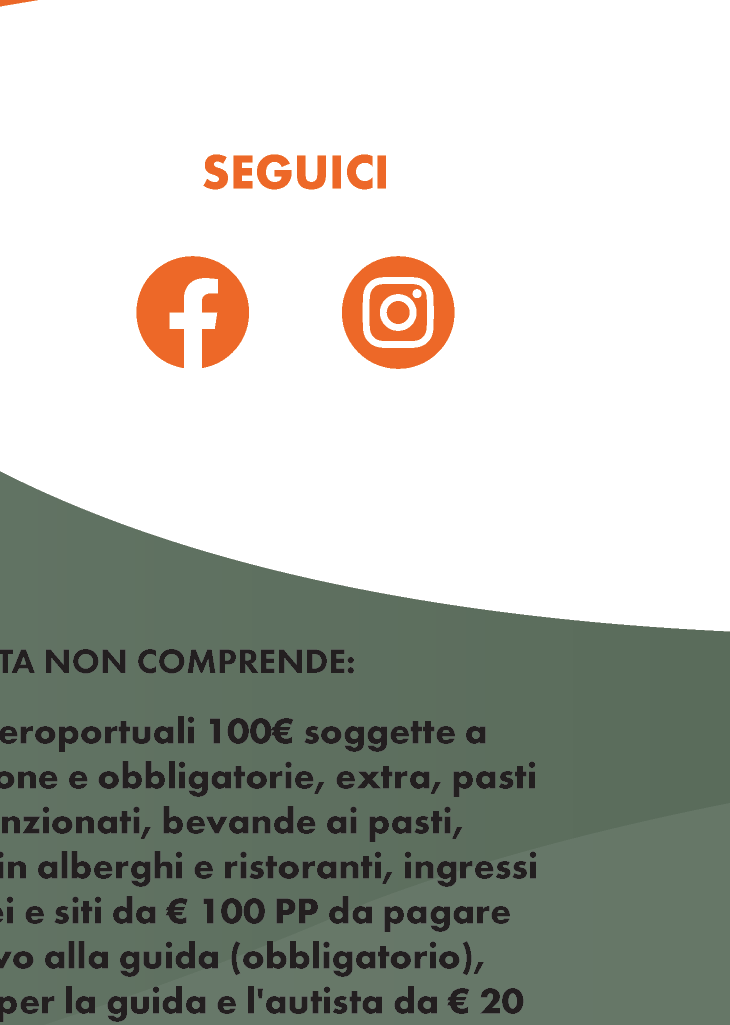 SEGUICI
TA NON COMPRENDE:
eroportuali 100€ soggette a
one e obbligatorie, extra, pasti
nzionati, bevande ai pasti,
in alberghi e ristoranti, ingressi
ei e siti da € 100 PP da pagare
vo alla guida (obbligatorio),
per la guida e l'autista da € 20